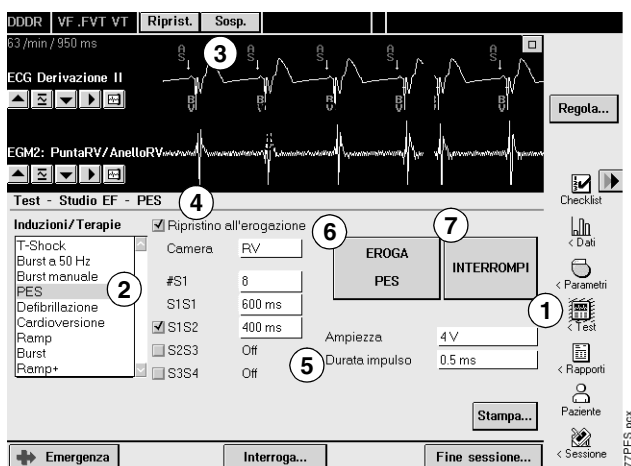 DDDR VF .FVT VT Riprist. Sosp.
63 /min / 950 ms
3
A S A S A S A S A S
ECG Derivazione II
B V B V B V B V B V B V
Regola...
EGM2: PuntaRV/AnelloRV
Checklist
Test - Studio EF - PES
4
Induzioni/Terapie
T-Shock
Burst a 50 Hz
Burst manuale
PES
Defibrillazione
Cardioversione
Ramp
Burst
Ramp+
2
Ripristino all'erogazione
Camera RV
#S1 8
S1S1 600 ms
S1S2 400 ms
S2S3 Off
S3S4 Off
6
EROGA
PES
7
INTERROMPI
Ampiezza 4 V
5
Durata impulso 0.5 ms
Stampa...
< Dati
< Parametri
1
< Test
< Rapporti
Paziente
< Sessione
Emergenza Interroga... Fine sessione...
77PES.pcx